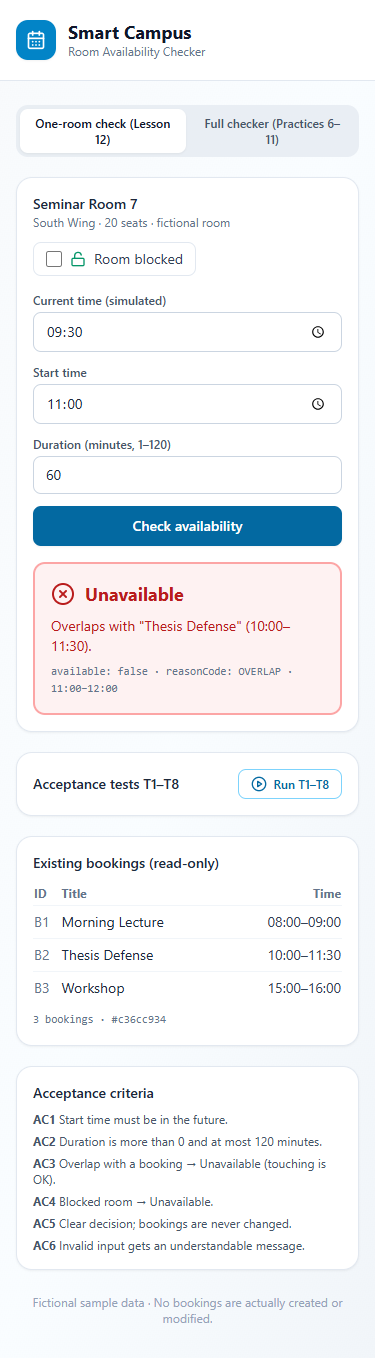 Smart Campus
Room Availability Checker
One-room check (Lesson
12)
Full checker (Practices 6–
11)
Seminar Room 7
South Wing · 20 seats · fictional room
Room blocked
Current time (simulated)
09:30
Start time
11:00
Duration (minutes, 1–120)
60
Check availability
Unavailable
Overlaps with "Thesis Defense" (10:00–
11:30).
available: false · reasonCode: OVERLAP ·
11:00–12:00
Acceptance tests T1–T8
Run T1–T8
Existing bookings (read-only)
ID Title Time
B1 Morning Lecture 08:00–09:00
B2 Thesis Defense 10:00–11:30
B3 Workshop 15:00–16:00
3 bookings · #c36cc934
Acceptance criteria
AC1 Start time must be in the future.
AC2 Duration is more than 0 and at most 120 minutes.
AC3 Overlap with a booking → Unavailable (touching is
OK).
AC4 Blocked room → Unavailable.
AC5 Clear decision; bookings are never changed.
AC6 Invalid input gets an understandable message.
Fictional sample data · No bookings are actually created or
modified.